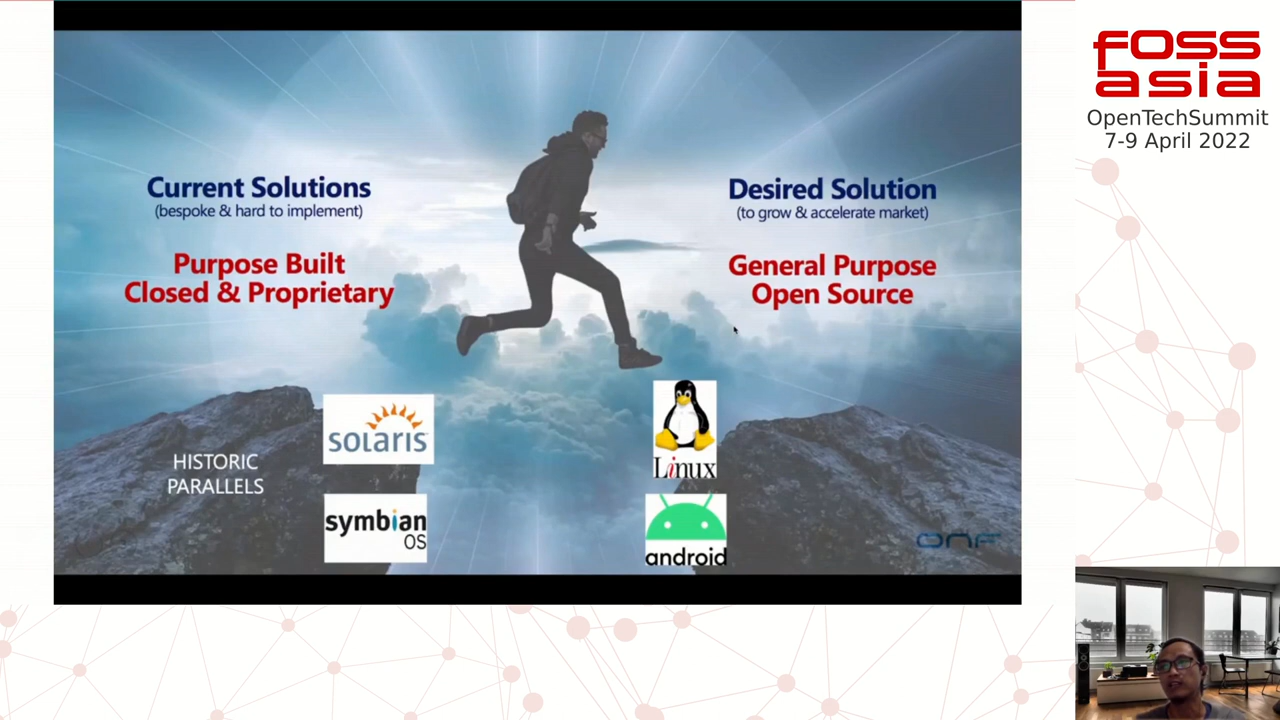 Current Solutions
(bespoke & hard to implement)
Purpose Built
Closed & Proprietary
Desired Solution
(to grow & accelerate market)
General Purpose
Open Source
HISTORIC
PARALLELS
SOLARIS
symbian
OS
Linux
android
ONF
foss
asia
OpenTechSummit
7-9 April 2022